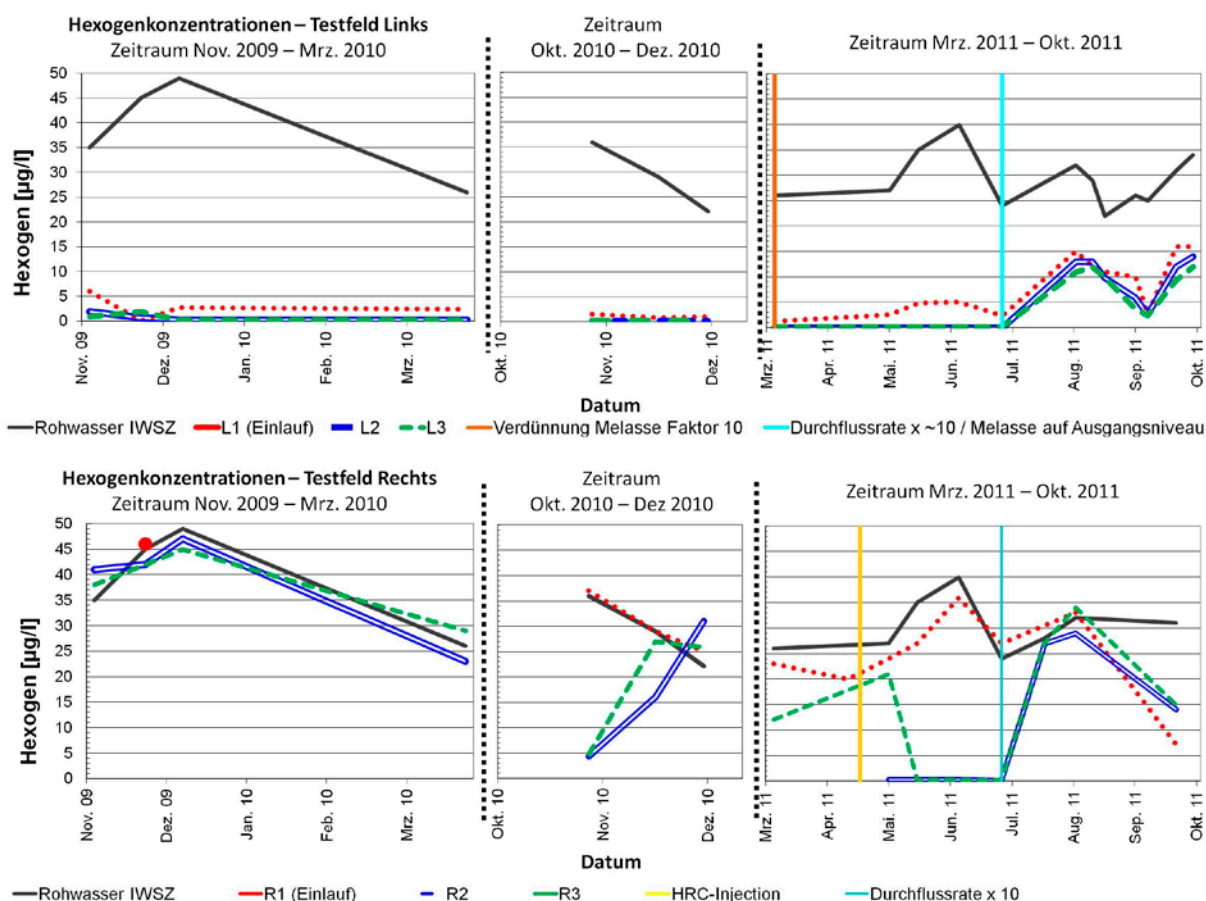 Hexogenkonzentrationen – Testfeld Links
Zeitraum Nov. 2009 – Mrz. 2010
Zeitraum
Okt. 2010 – Dez. 2010
Zeitraum Mrz. 2011 – Okt. 2011
Hexogen [µg/l]
50
45
40
35
30
25
20
15
10
5
0
Nov. 09
Dez. 09
Jan. 10
Feb. 10
Mrz. 10
Okt. 10
Nov. 10
Dez. 10
Mrz. 11
Apr. 11
Mai. 11
Jun. 11
Jul. 11
Aug. 11
Sep. 11
Okt. 11
Datum
Rohwasser IWSZ
L1 (Einlauf)
L2
L3
Verdünnung Melasse Faktor 10
Durchflussrate x ~10 / Melasse auf Ausgangsniveau
Hexogenkonzentrationen – Testfeld Rechts
Zeitraum Nov. 2009 – Mrz. 2010
Zeitraum
Okt. 2010 – Dez 2010
Zeitraum Mrz. 2011 – Okt. 2011
Hexogen [µg/l]
50
45
40
35
30
25
20
15
10
5
0
Nov. 09
Dez. 09
Jan. 10
Feb. 10
Mrz. 10
Okt. 10
Nov. 10
Dez. 10
Mrz. 11
Apr. 11
Mai. 11
Jun. 11
Jul. 11
Aug. 11
Sep. 11
Okt. 11
Datum
Rohwasser IWSZ
R1 (Einlauf)
R2
R3
HRC-Injection
Durchflussrate x 10